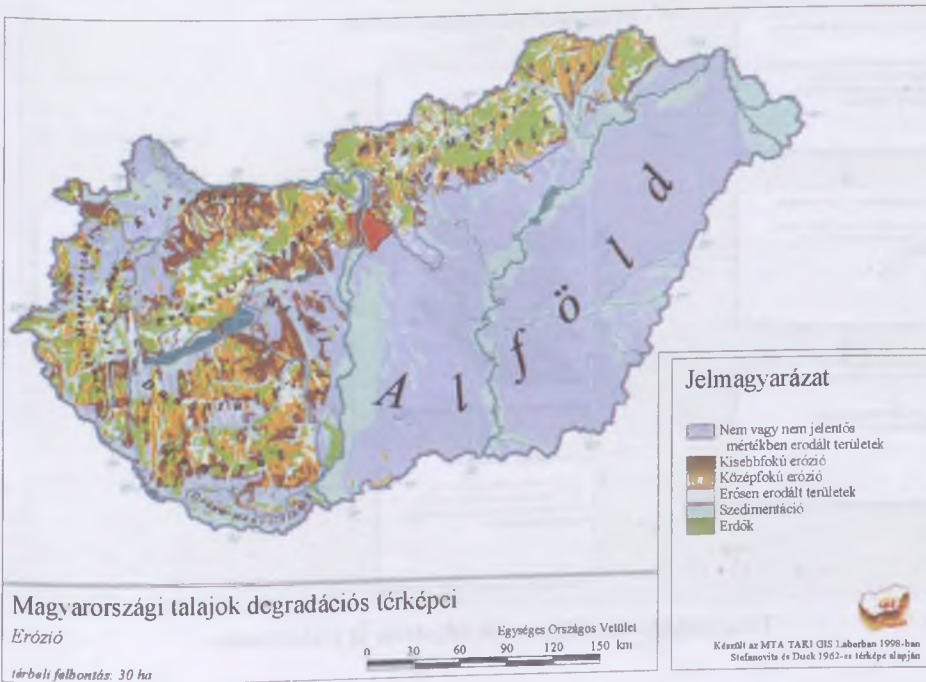 Alföld
Jelmagyarázat
Nem vagy nem jelentős
mértékben erodált területek
Kisebbfokú erózió
Középfokú erózió
Erősen erodált területek
Szedimentáció
Erdők
Magyarországi talajok degradációs térképei
Erózió
térbeli felbontás: 30 ha
Egységes Országos Vetület
0 30 60 90 120 150 km
Készült az MTA TAKI GIS Laborban 1998-ban
Stefanovits és Duck 1962-es térképe alapján